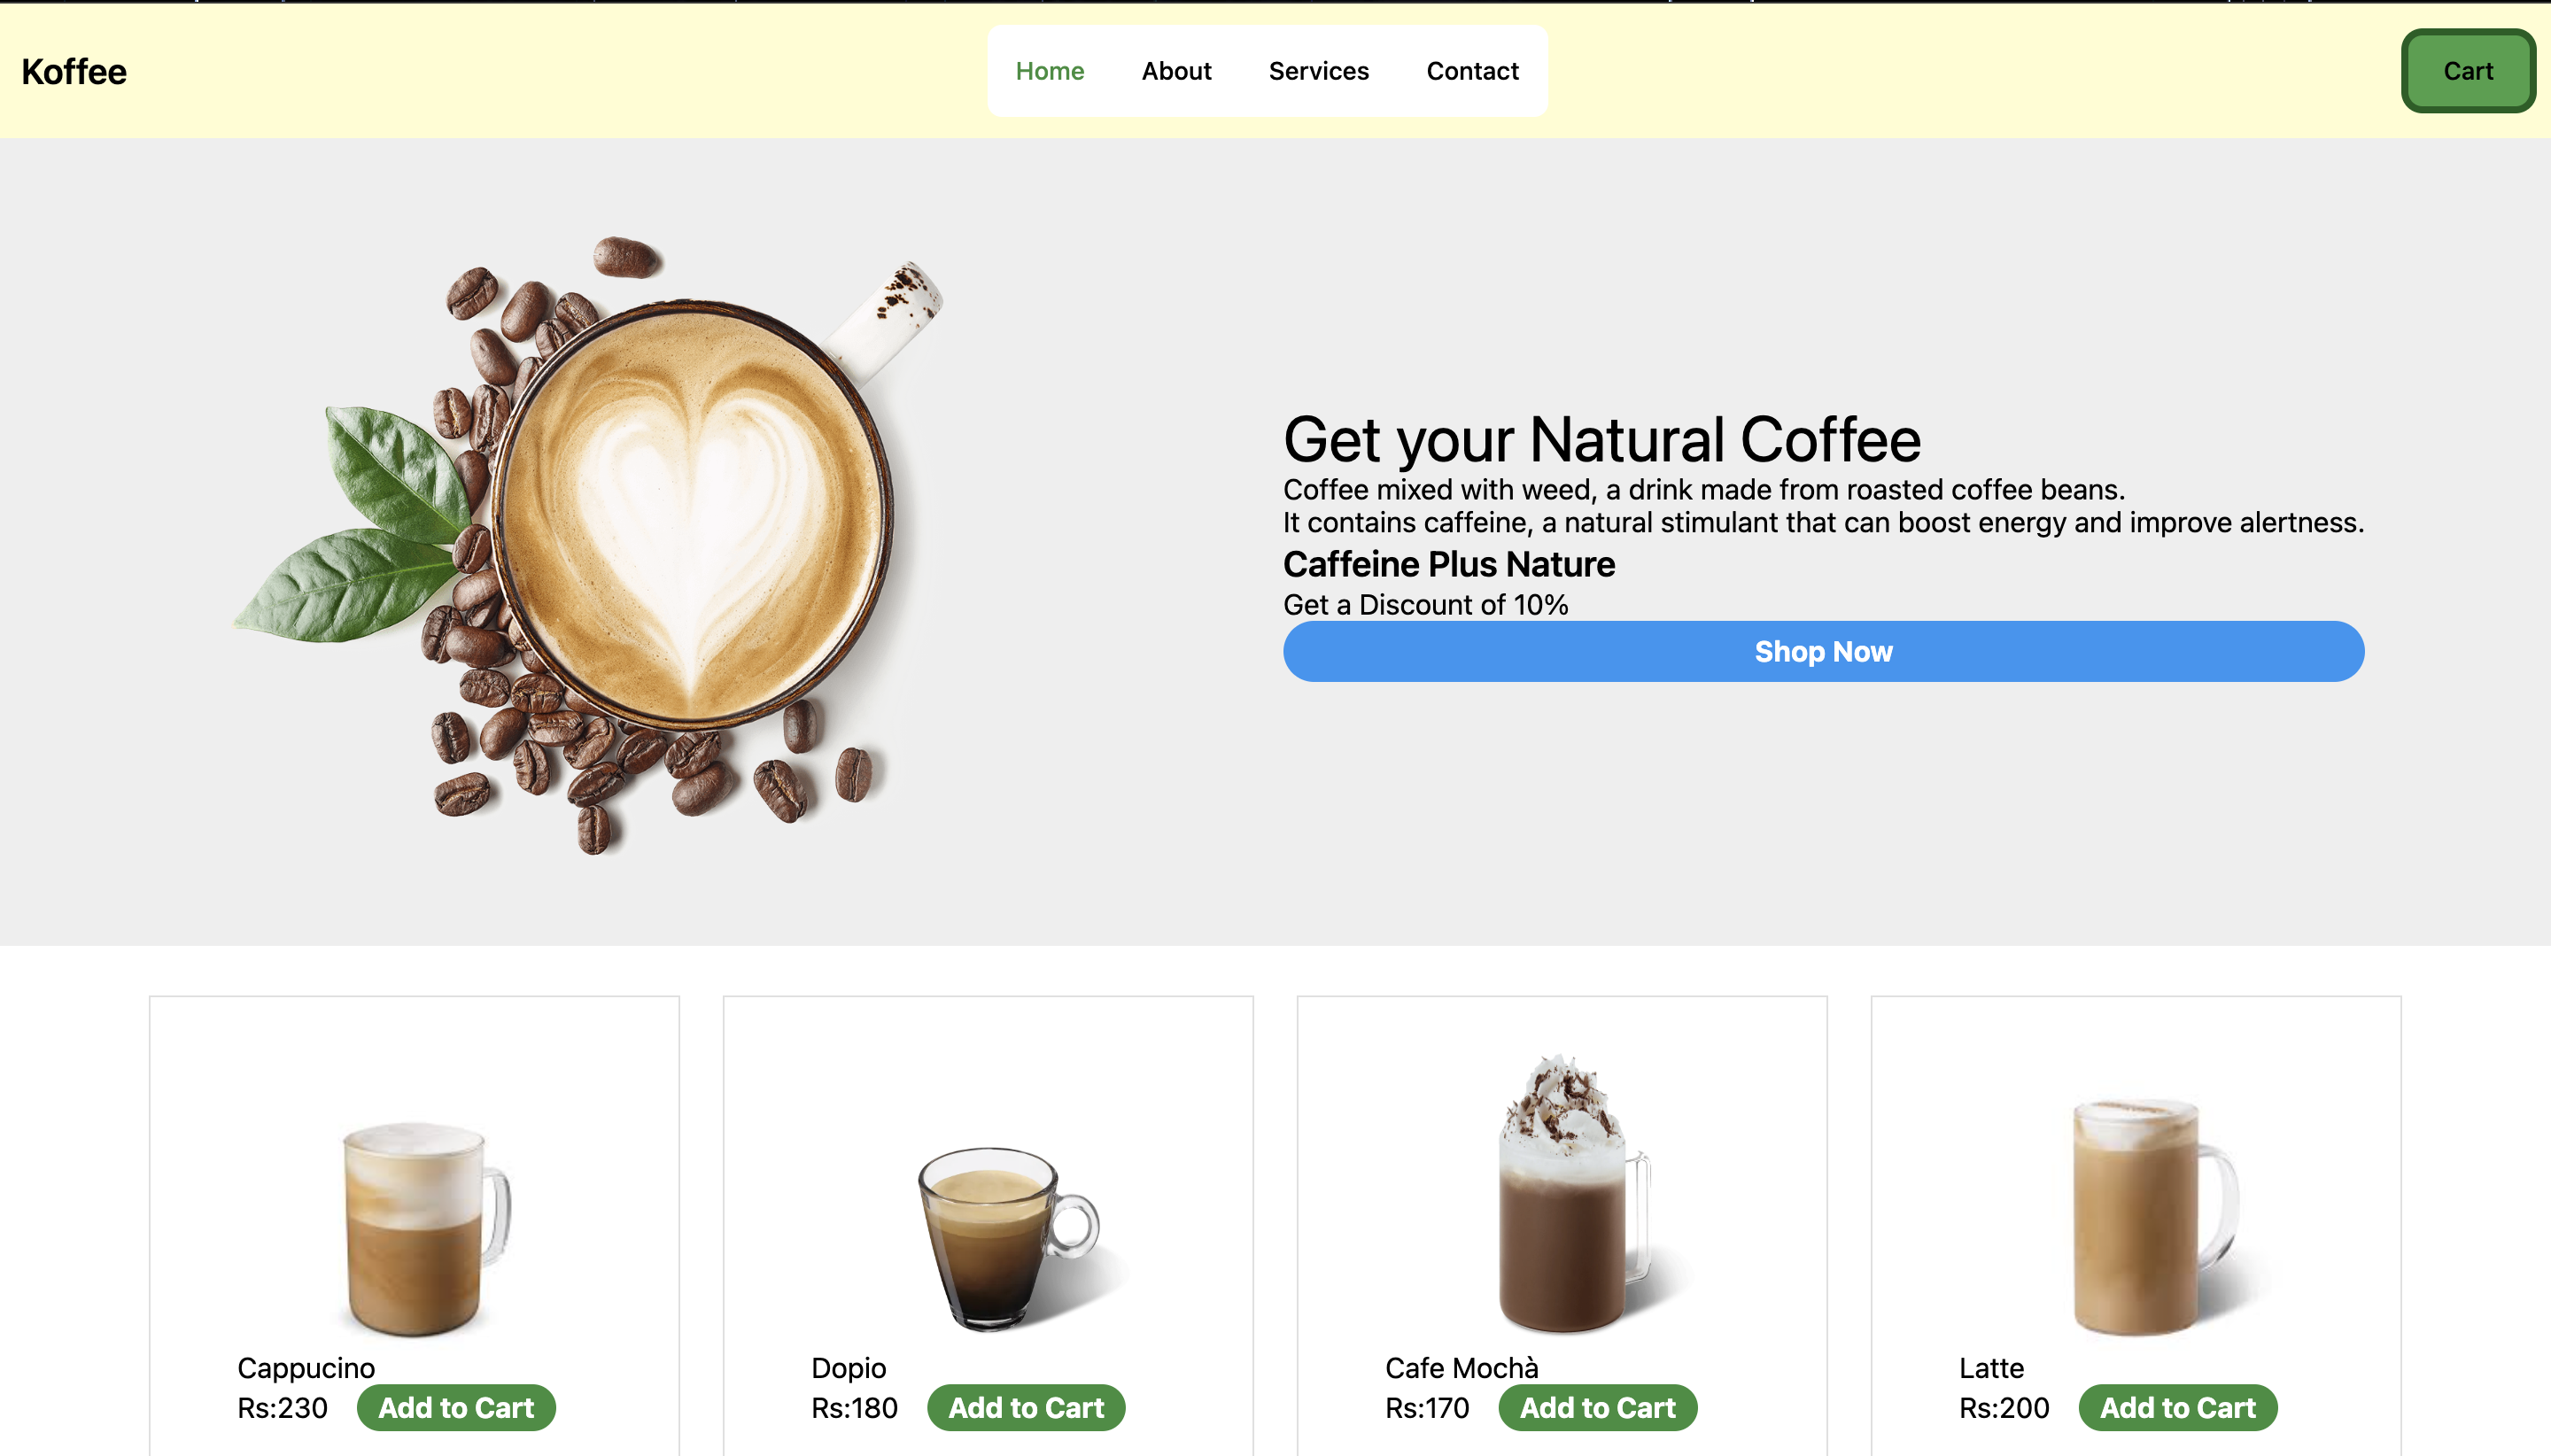 Koffee
Home About Services Contact
Cart
Get your Natural Coffee
Coffee mixed with weed, a drink made from roasted coffee beans.
It contains caffeine, a natural stimulant that can boost energy and improve alertness.
Caffeine Plus Nature
Get a Discount of 10%
Shop Now
Cappucino
Rs:230 Add to Cart
Dopio
Rs:180 Add to Cart
Cafe Mochà
Rs:170 Add to Cart
Latte
Rs:200 Add to Cart